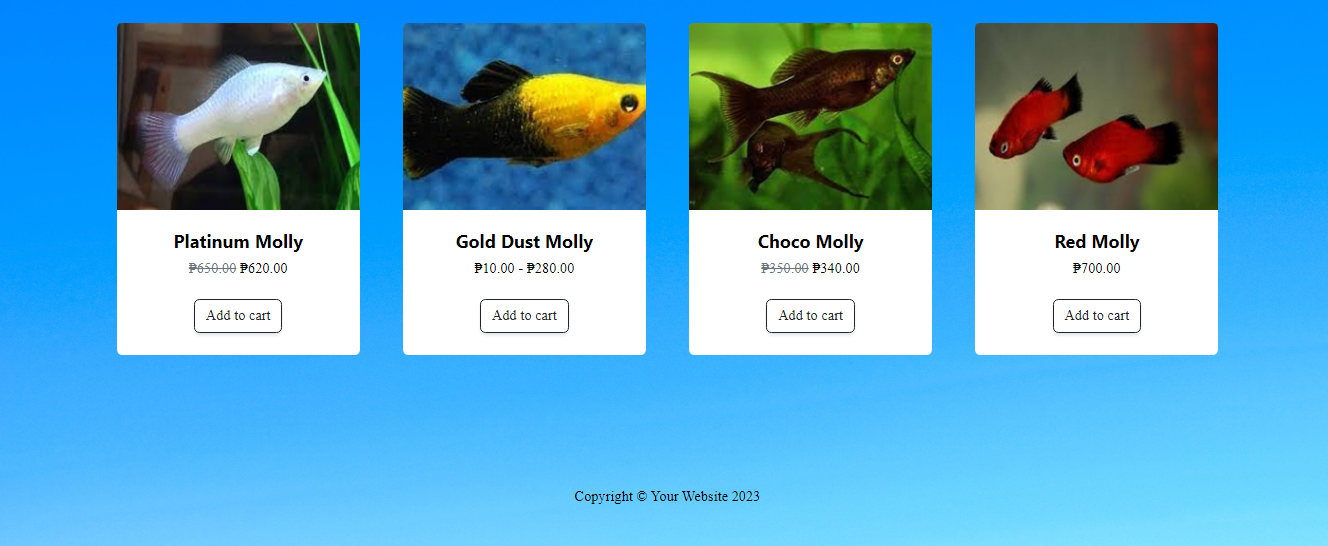 Platinum Molly
₱650.00 ₱620.00
Add to cart
Gold Dust Molly
₱10.00 - ₱280.00
Add to cart
Choco Molly
₱350.00 ₱340.00
Add to cart
Red Molly
₱700.00
Add to cart
Copyright © Your Website 2023